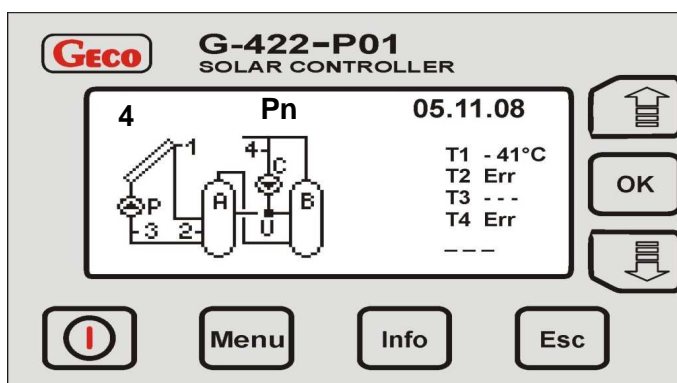 GECO
G-422-P01
SOLAR CONTROLLER
4 Pn 05.11.08
1
4
C
P
A
U
B
3 2
T1 - 41°C
T2 Err
T3 - - -
T4 Err
_ _ _
OK
Menu Info Esc